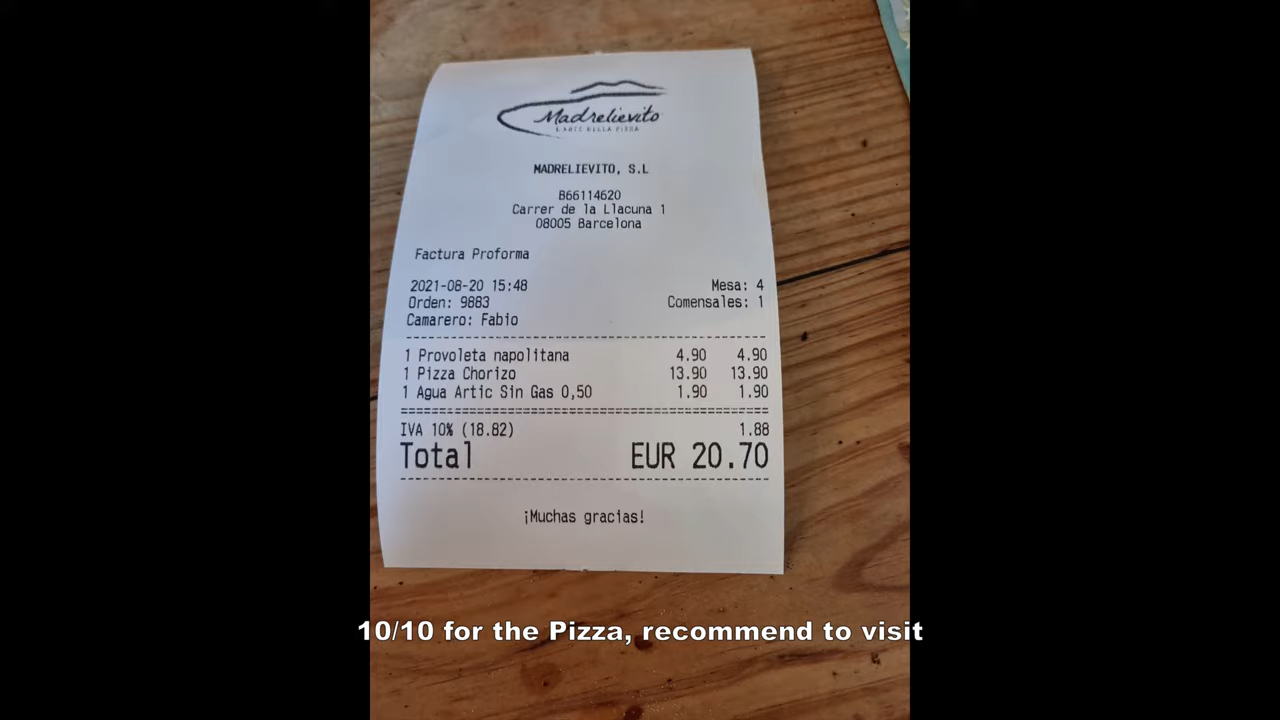 Madrelievito
L'ARTE DELLA PIZZA
MADRELIEVITO, S.L
B66114620
Carrer de la Llacuna 1
08005 Barcelona
Factura Proforma
2021-08-20 15:48 Mesa: 4
Orden: 9883 Comensales: 1
Camarero: Fabio
1 Provoleta napolitana 4.90 4.90
1 Pizza Chorizo 13.90 13.90
1 Agua Artic Sin Gas 0,50 1.90 1.90
IVA 10% (18.82) 1.88
Total EUR 20.70
¡Muchas gracias!
10/10 for the Pizza, recommend to visit